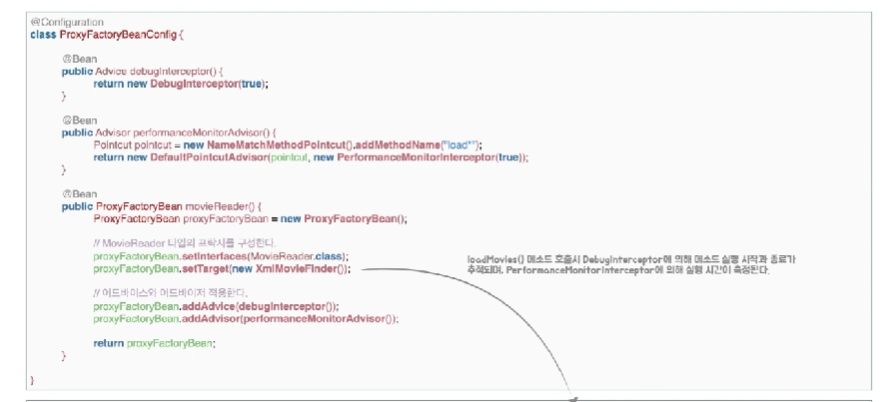 @Configuration
class ProxyFactoryBeanConfig {
@Bean
public Advice debugInterceptor() {
return new DebugInterceptor(true);
}
@Bean
public Advisor performanceMonitorAdvisor() {
Pointcut pointcut = new NameMatchMethodPointcut().addMethodName("load*");
return new DefaultPointcutAdvisor(pointcut, new PerformanceMonitorInterceptor(true));
}
@Bean
public ProxyFactoryBean movieReader() {
ProxyFactoryBean proxyFactoryBean = new ProxyFactoryBean();
// MovieReader 타입의 프락시를 구성한다.
proxyFactoryBean.setInterfaces(MovieReader.class);
proxyFactoryBean.setTarget(new XmlMovieFinder());
loadMovies() 메소드 호출시 DebugInterceptor에 의해 메소드 실행 시작과 종료가
추적되며, PerformanceMonitorInterceptor에 의해 실행 시간이 측정된다.
// 어드바이스와 어드바이저 적용한다.
proxyFactoryBean.addAdvice(debugInterceptor());
proxyFactoryBean.addAdvisor(performanceMonitorAdvisor());
return proxyFactoryBean;
}
}